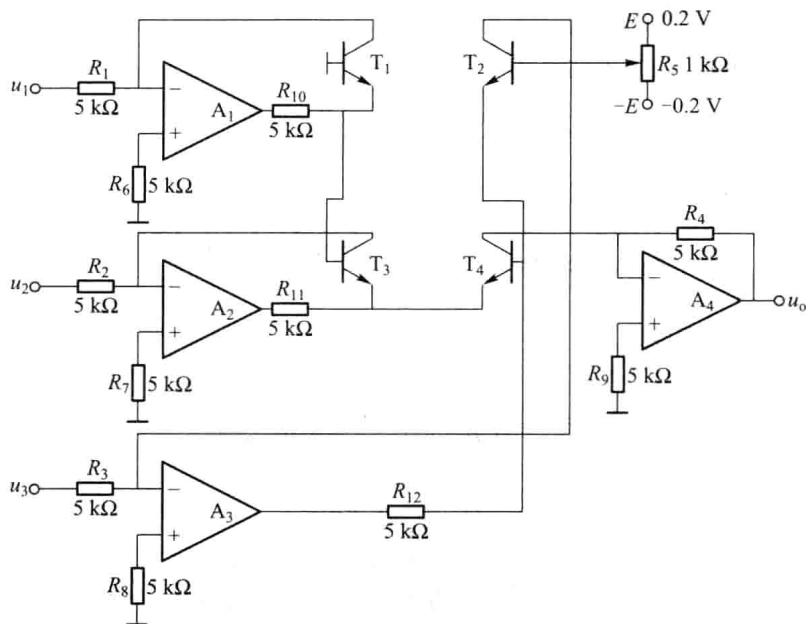 E 0.2 V
R₁
T₁
T₂
R₅ 1 kΩ
u₁
5 kΩ
−
A₁
R₁₀
5 kΩ
−E −0.2 V
+
R₆ 5 kΩ
R₄
5 kΩ
R₂
T₃
T₄
u₂
5 kΩ
−
A₂
R₁₁
5 kΩ
−
A₄
uₒ
+
+
R₇ 5 kΩ
R₉ 5 kΩ
R₃
u₃
5 kΩ
−
A₃
R₁₂
5 kΩ
+
R₈ 5 kΩ